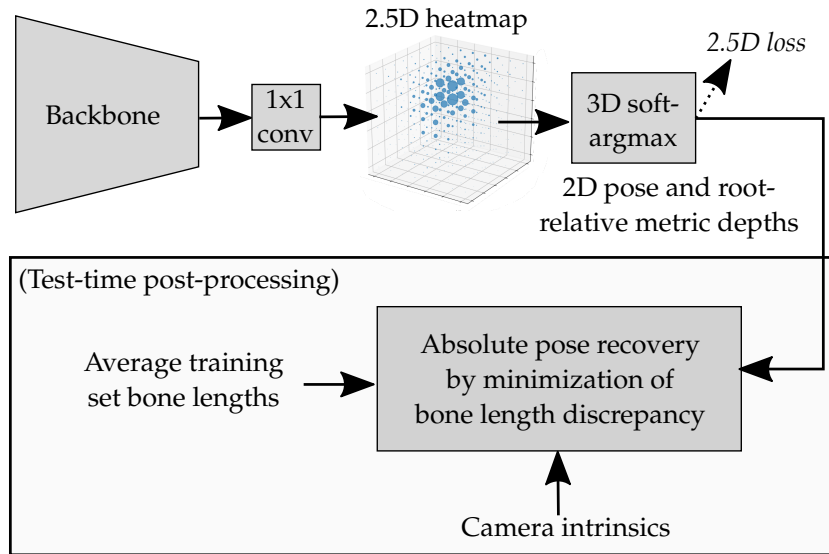 2.5D heatmap
2.5D loss
Backbone
1x1
conv
3D soft-
argmax
2D pose and root-
relative metric depths
(Test-time post-processing)
Average training
set bone lengths
Absolute pose recovery
by minimization of
bone length discrepancy
Camera intrinsics